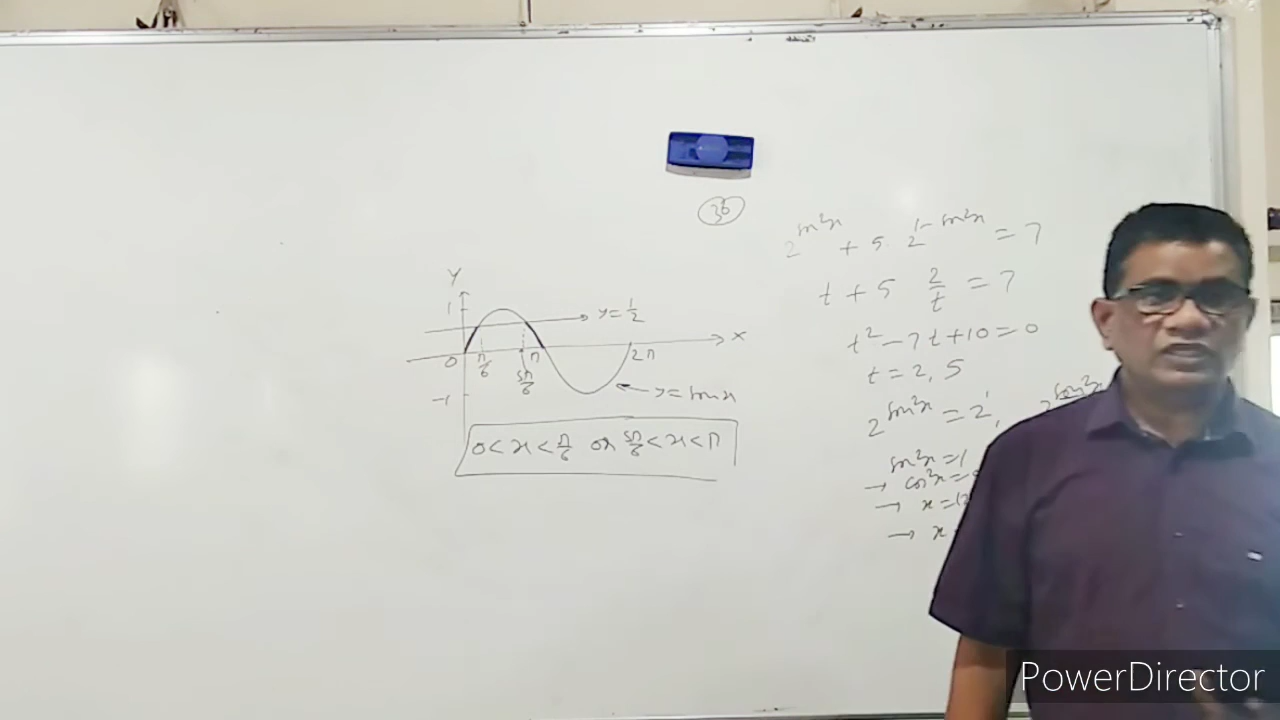 36
2^{sin²x} + 5 · 2^{1 - sin²x} = 7
t + 5 2/t = 7
t² - 7t + 10 = 0
t = 2, 5
2^{sin²x} = 2¹,
sin²x = 1
→ cos²x =
→ x = (2
→ x
Y
1
y = 1/2
X
0
π/6
5π/6
π
2π
y = sin x
-1
0 < x < π/6 or 5π/6 < x < π
PowerDirector